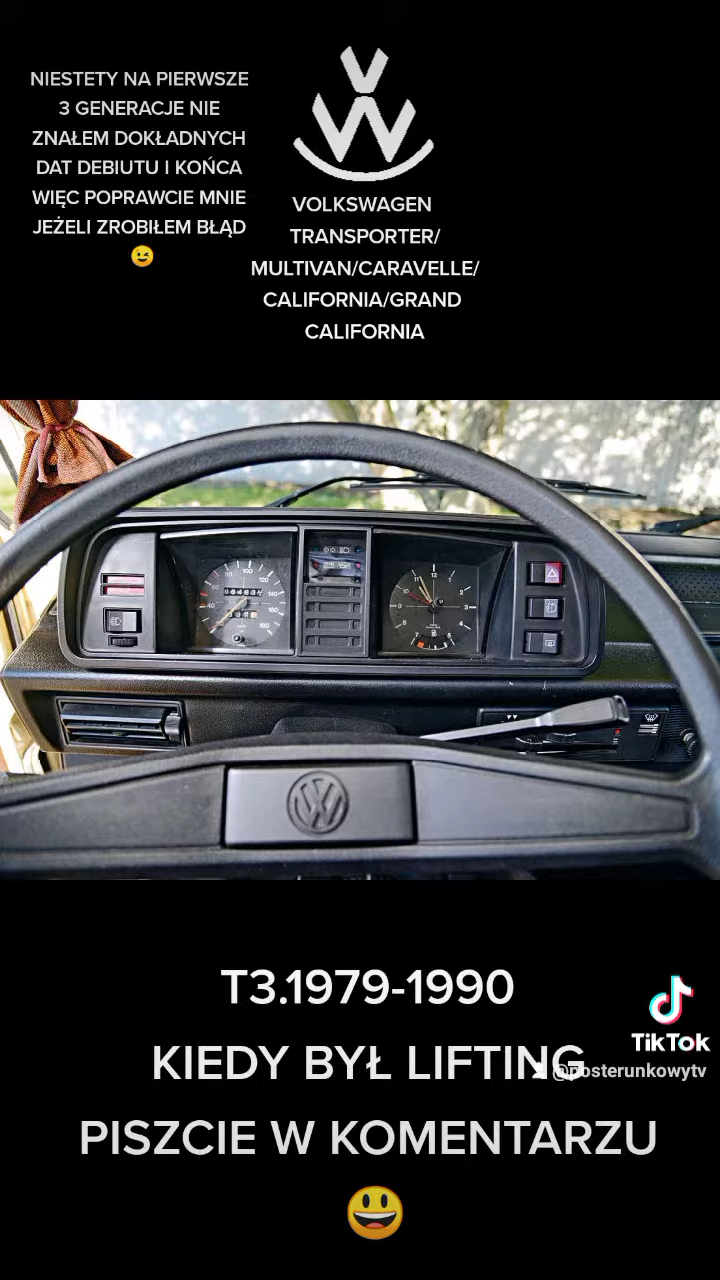 NIESTETY NA PIERWSZE
3 GENERACJE NIE
ZNAŁEM DOKŁADNYCH
DAT DEBIUTU I KOŃCA
WIĘC POPRAWCIE MNIE
JEŻELI ZROBIŁEM BŁĄD
😉
VOLKSWAGEN
TRANSPORTER/
MULTIVAN/CARAVELLE/
CALIFORNIA/GRAND
CALIFORNIA
T3.1979-1990
KIEDY BYŁ LIFTING
PISZCIE W KOMENTARZU
😃
TikTok
@posterunkowytv